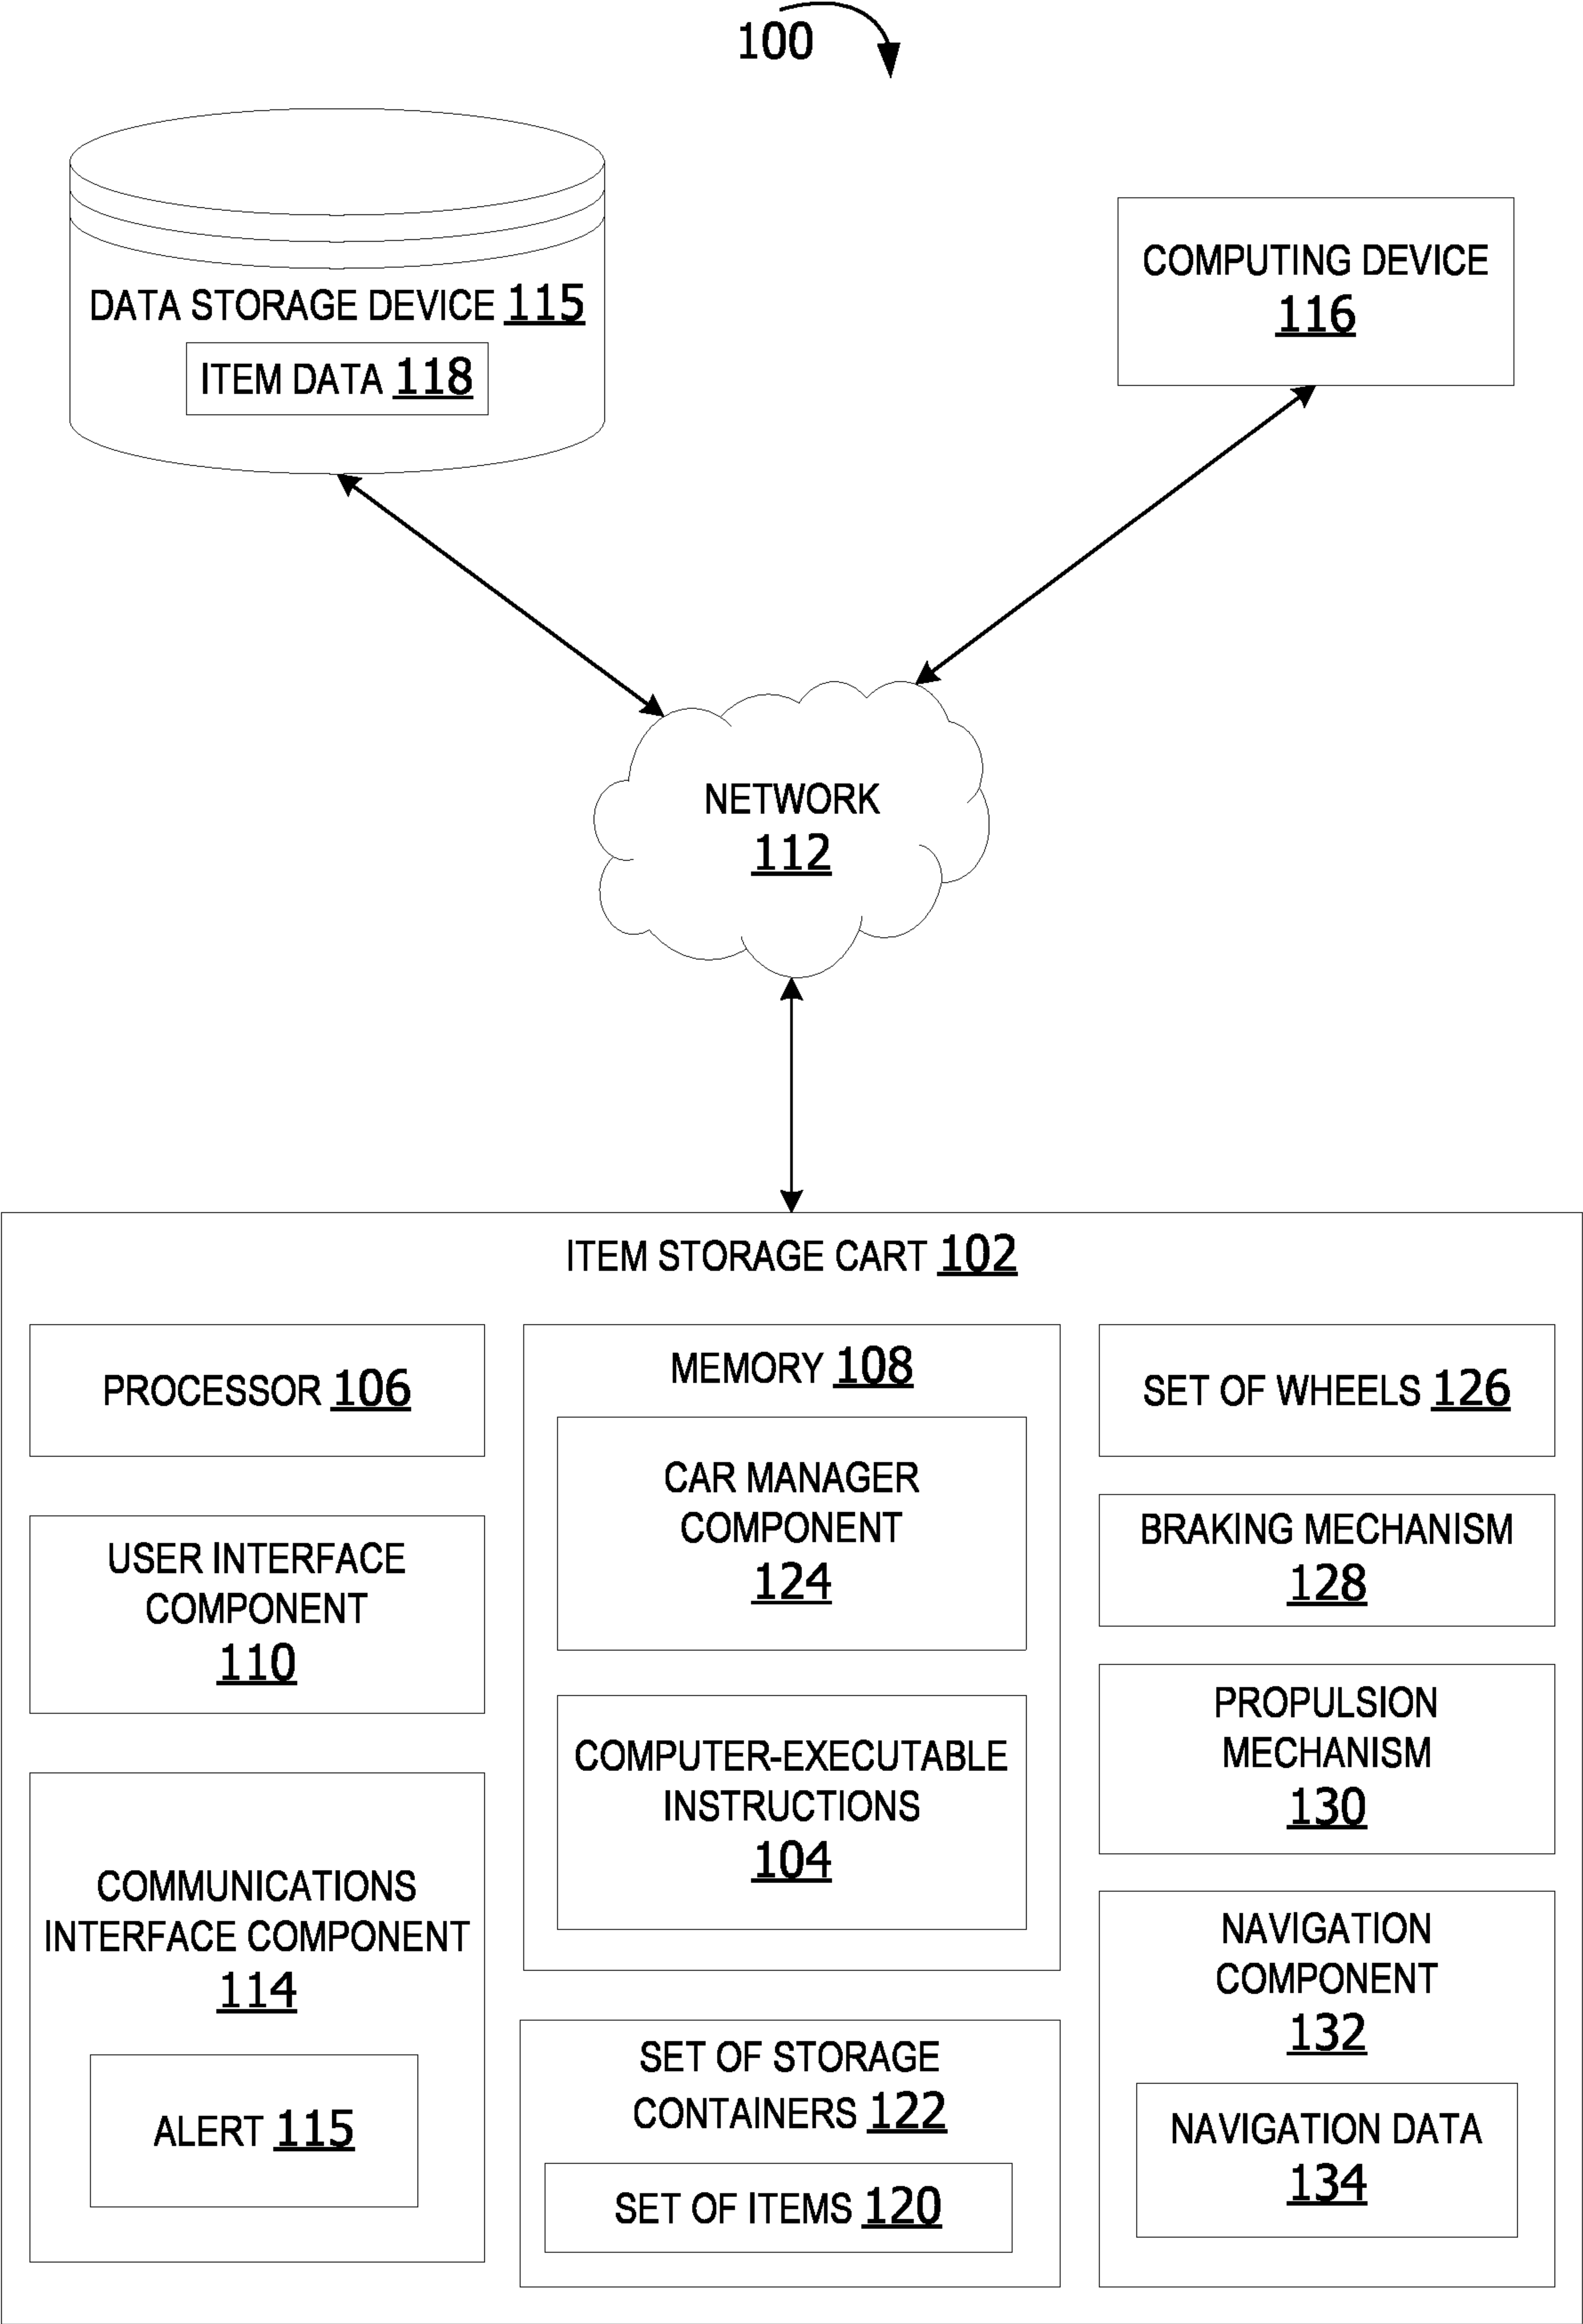 100
DATA STORAGE DEVICE 115
ITEM DATA 118
COMPUTING DEVICE
116
NETWORK
112
ITEM STORAGE CART 102
PROCESSOR 106
USER INTERFACE
COMPONENT
110
COMMUNICATIONS
INTERFACE COMPONENT
114
ALERT 115
MEMORY 108
CAR MANAGER
COMPONENT
124
COMPUTER-EXECUTABLE
INSTRUCTIONS
104
SET OF STORAGE
CONTAINERS 122
SET OF ITEMS 120
SET OF WHEELS 126
BRAKING MECHANISM
128
PROPULSION
MECHANISM
130
NAVIGATION
COMPONENT
132
NAVIGATION DATA
134